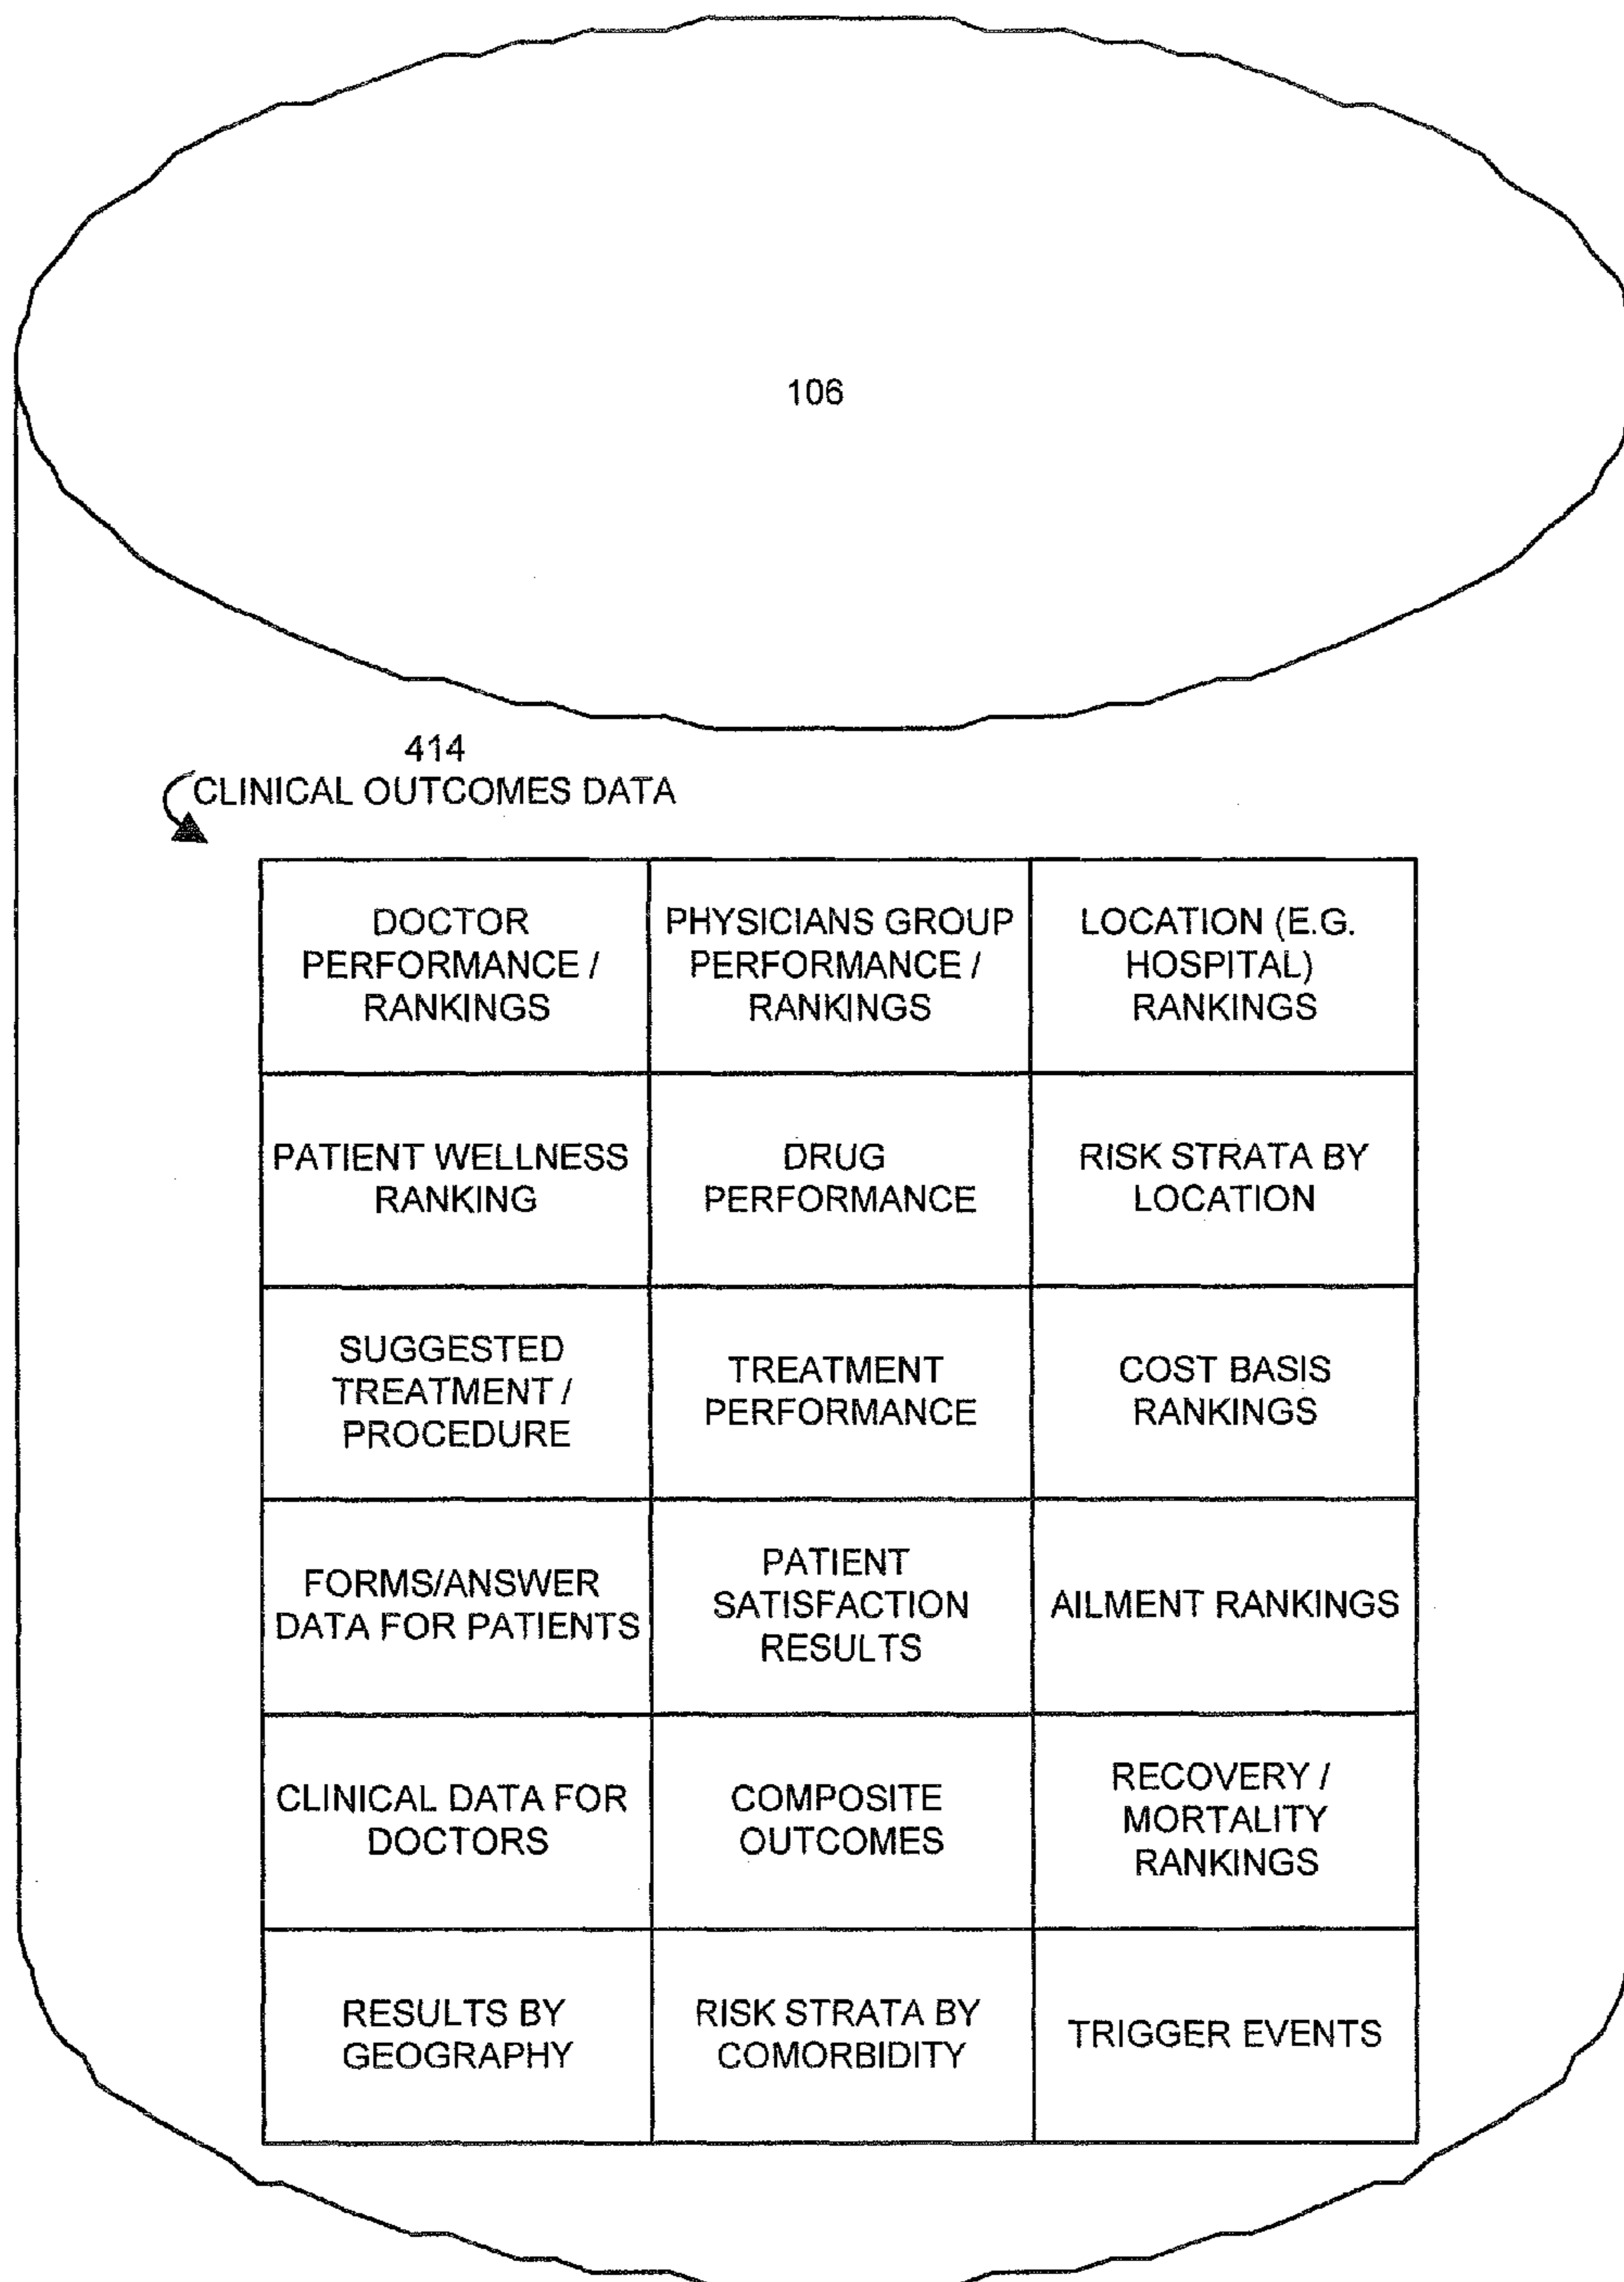 106
414
CLINICAL OUTCOMES DATA
DOCTOR
PERFORMANCE /
RANKINGS
PHYSICIANS GROUP
PERFORMANCE /
RANKINGS
LOCATION (E.G.
HOSPITAL)
RANKINGS
PATIENT WELLNESS
RANKING
DRUG
PERFORMANCE
RISK STRATA BY
LOCATION
SUGGESTED
TREATMENT /
PROCEDURE
TREATMENT
PERFORMANCE
COST BASIS
RANKINGS
FORMS/ANSWER
DATA FOR PATIENTS
PATIENT
SATISFACTION
RESULTS
AILMENT RANKINGS
CLINICAL DATA FOR
DOCTORS
COMPOSITE
OUTCOMES
RECOVERY /
MORTALITY
RANKINGS
RESULTS BY
GEOGRAPHY
RISK STRATA BY
COMORBIDITY
TRIGGER EVENTS